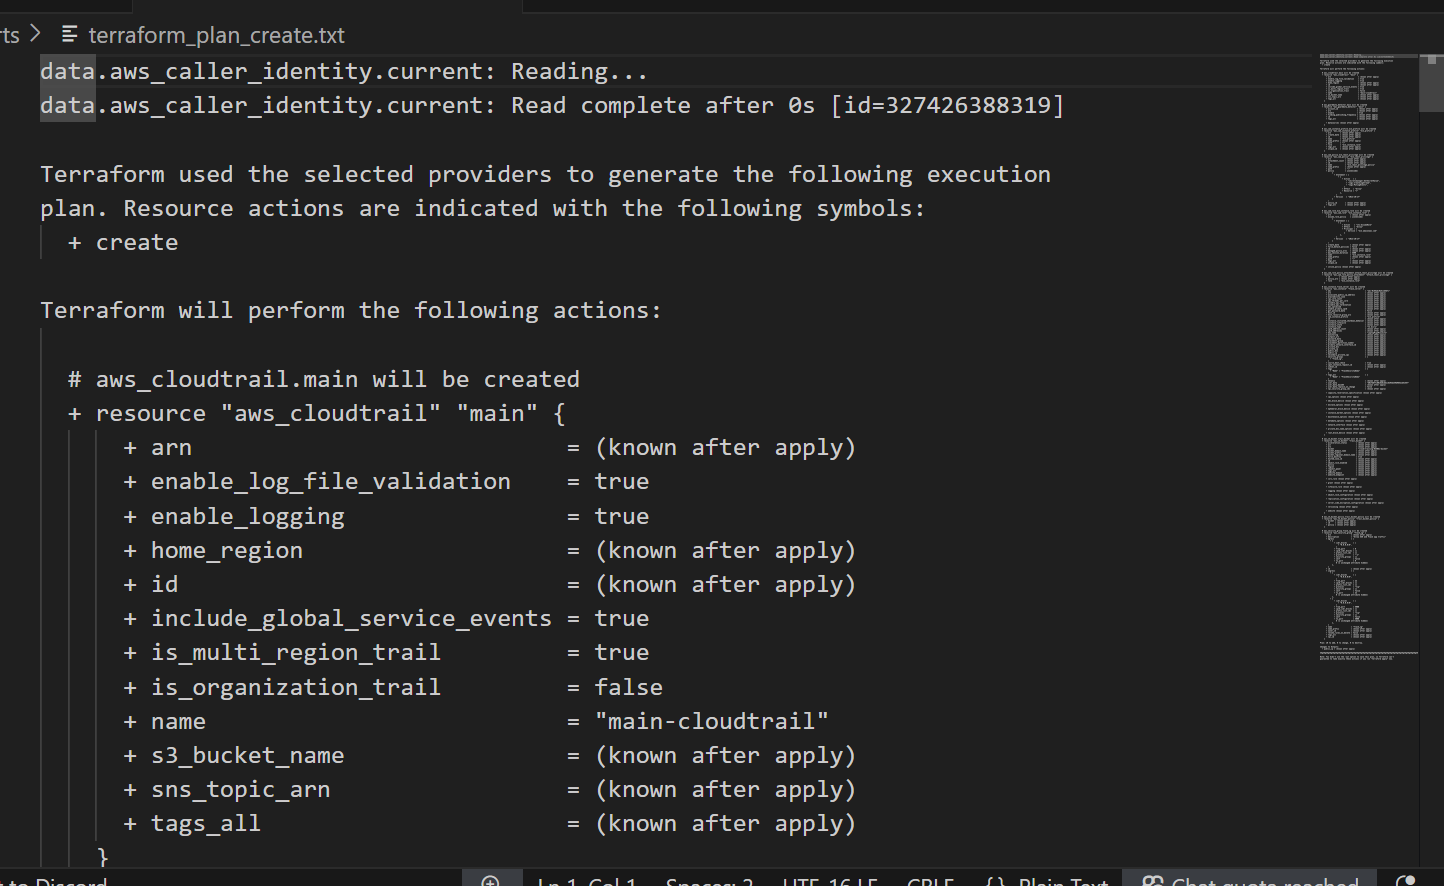 rts > terraform_plan_create.txt
data.aws_caller_identity.current: Reading...
data.aws_caller_identity.current: Read complete after 0s [id=327426388319]
Terraform used the selected providers to generate the following execution
plan. Resource actions are indicated with the following symbols:
+ create
Terraform will perform the following actions:
# aws_cloudtrail.main will be created
+ resource "aws_cloudtrail" "main" {
+ arn = (known after apply)
+ enable_log_file_validation = true
+ enable_logging = true
+ home_region = (known after apply)
+ id = (known after apply)
+ include_global_service_events = true
+ is_multi_region_trail = true
+ is_organization_trail = false
+ name = "main-cloudtrail"
+ s3_bucket_name = (known after apply)
+ sns_topic_arn = (known after apply)
+ tags_all = (known after apply)
}
to Discord Ln 1, Col 1 Spaces: 2 UTF-16 LE CRLF {} Plain Text Chat quota reached